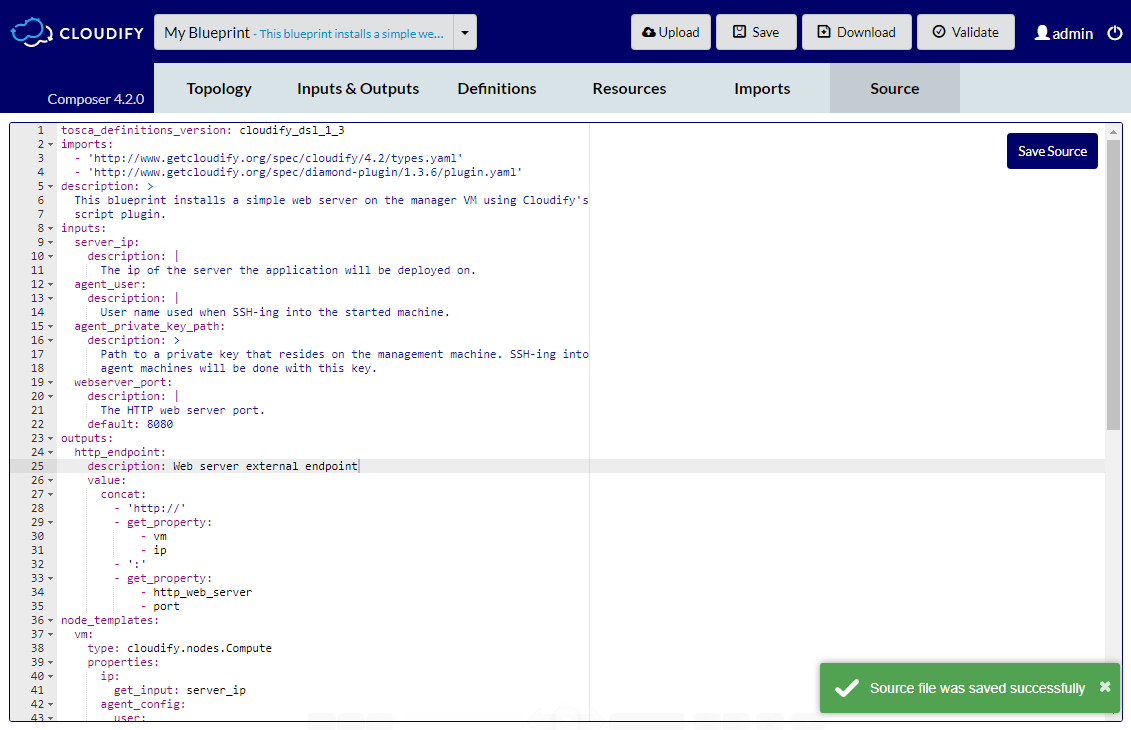 CLOUDIFY
My Blueprint - This blueprint installs a simple we...
Upload
Save
Download
Validate
admin
Composer 4.2.0
Topology
Inputs & Outputs
Definitions
Resources
Imports
Source
Save Source
1 tosca_definitions_version: cloudify_dsl_1_3
2 imports:
3 - 'http://www.getcloudify.org/spec/cloudify/4.2/types.yaml'
4 - 'http://www.getcloudify.org/spec/diamond-plugin/1.3.6/plugin.yaml'
5 description: >
6 This blueprint installs a simple web server on the manager VM using Cloudify's
7 script plugin.
8 inputs:
9 server_ip:
10 description: |
11 The ip of the server the application will be deployed on.
12 agent_user:
13 description: |
14 User name used when SSH-ing into the started machine.
15 agent_private_key_path:
16 description: >
17 Path to a private key that resides on the management machine. SSH-ing into
18 agent machines will be done with this key.
19 webserver_port:
20 description: |
21 The HTTP web server port.
22 default: 8080
23 outputs:
24 http_endpoint:
25 description: Web server external endpoint
26 value:
27 concat:
28 - 'http://'
29 - get_property:
30 - vm
31 - ip
32 - ':'
33 - get_property:
34 - http_web_server
35 - port
36 node_templates:
37 vm:
38 type: cloudify.nodes.Compute
39 properties:
40 ip:
41 get_input: server_ip
42 agent_config:
43 user:
Source file was saved successfully